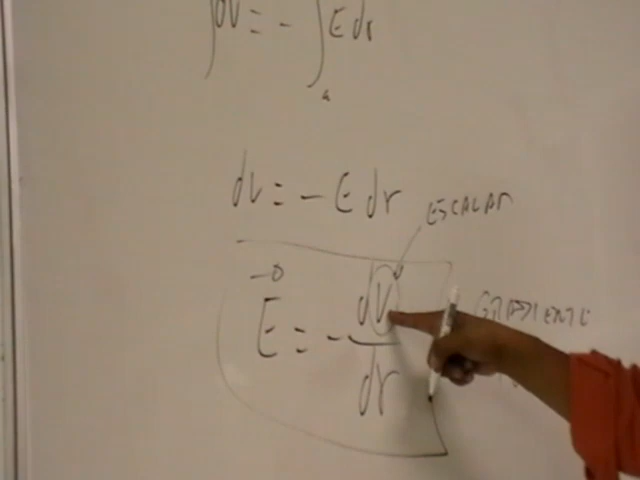 ∫dV = - ∫ E dr
a
dV = - E dr
ESCALAR
E⃗ = - dV/dr
GRADIENTE